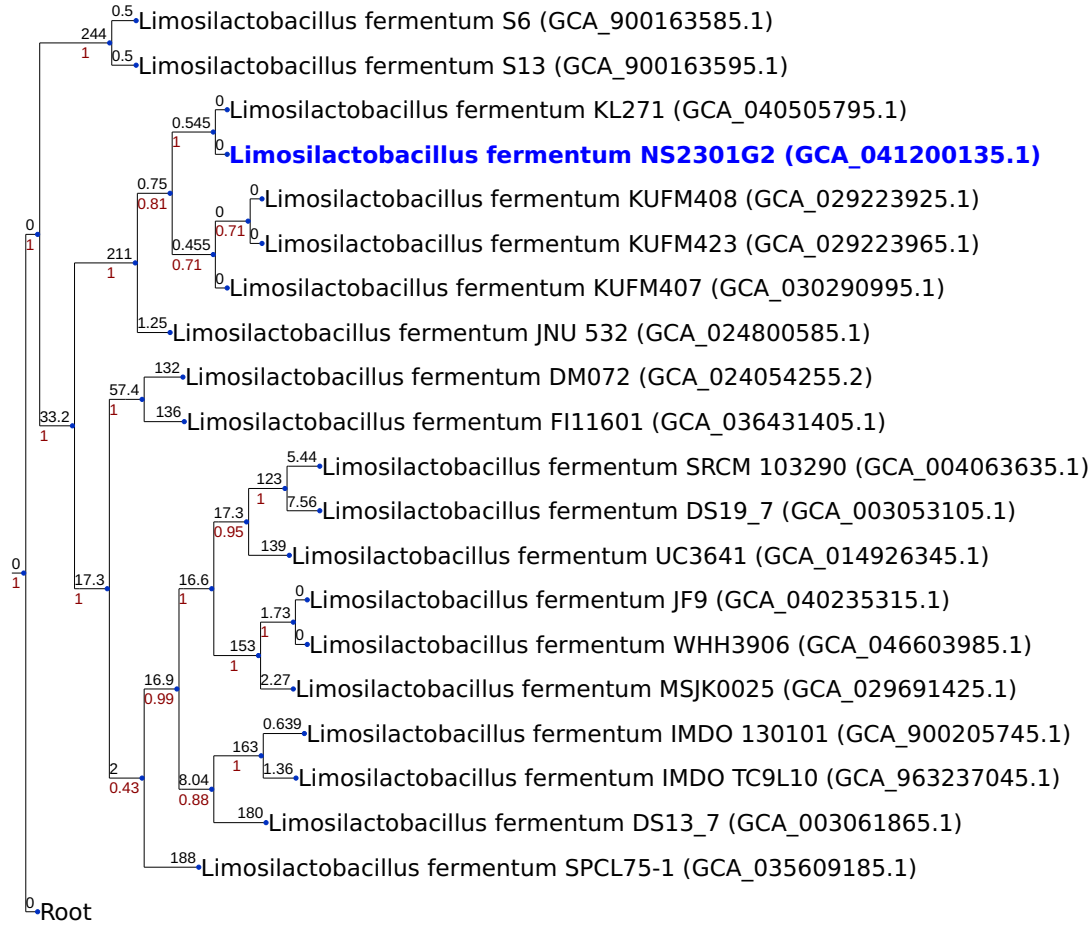 0.5 Limosilactobacillus fermentum S6 (GCA_900163585.1)
244
1
0.5 Limosilactobacillus fermentum S13 (GCA_900163595.1)
0 Limosilactobacillus fermentum KL271 (GCA_040505795.1)
0.545
1
0 Limosilactobacillus fermentum NS2301G2 (GCA_041200135.1)
0.75
0.81
0 Limosilactobacillus fermentum KUFM408 (GCA_029223925.1)
0
0.71
0
1
0 Limosilactobacillus fermentum KUFM423 (GCA_029223965.1)
0.455
0.71
211
1
0 Limosilactobacillus fermentum KUFM407 (GCA_030290995.1)
1.25 Limosilactobacillus fermentum JNU 532 (GCA_024800585.1)
132 Limosilactobacillus fermentum DM072 (GCA_024054255.2)
57.4
1
136 Limosilactobacillus fermentum FI11601 (GCA_036431405.1)
33.2
1
5.44 Limosilactobacillus fermentum SRCM 103290 (GCA_004063635.1)
123
1
7.56 Limosilactobacillus fermentum DS19_7 (GCA_003053105.1)
17.3
0.95
139 Limosilactobacillus fermentum UC3641 (GCA_014926345.1)
0
1
17.3
1
16.6
1
0 Limosilactobacillus fermentum JF9 (GCA_040235315.1)
1.73
1
0 Limosilactobacillus fermentum WHH3906 (GCA_046603985.1)
153
1
2.27 Limosilactobacillus fermentum MSJK0025 (GCA_029691425.1)
16.9
0.99
0.639 Limosilactobacillus fermentum IMDO 130101 (GCA_900205745.1)
163
1
1.36 Limosilactobacillus fermentum IMDO TC9L10 (GCA_963237045.1)
2
0.43
8.04
0.88
180 Limosilactobacillus fermentum DS13_7 (GCA_003061865.1)
188 Limosilactobacillus fermentum SPCL75-1 (GCA_035609185.1)
0 Root